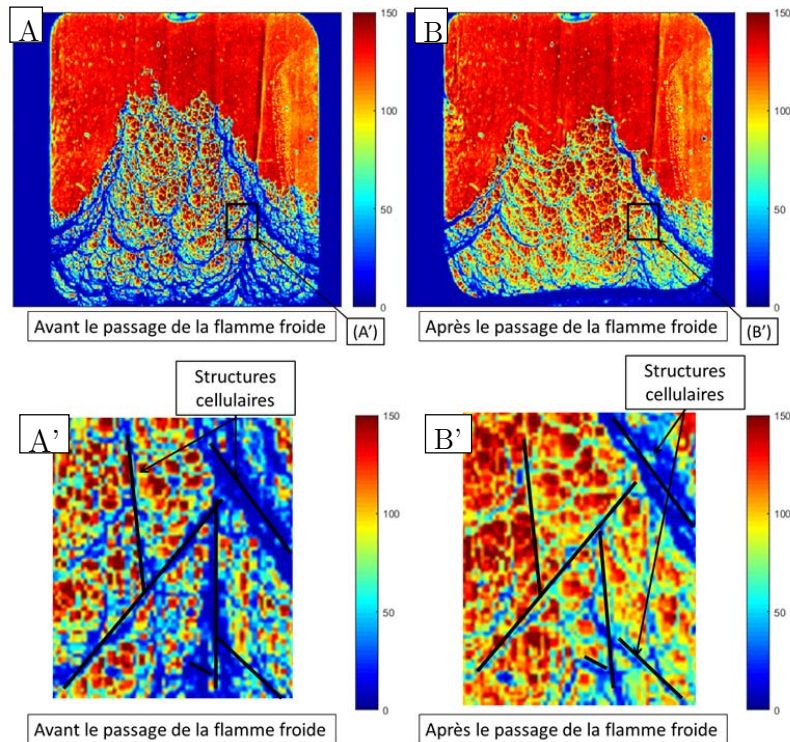 A
150
100
50
0
B
150
100
50
0
Avant le passage de la flamme froide
(A')
Après le passage de la flamme froide
(B')
Structures
cellulaires
Structures
cellulaires
A'
150
100
50
0
B'
150
100
50
0
Avant le passage de la flamme froide
Après le passage de la flamme froide